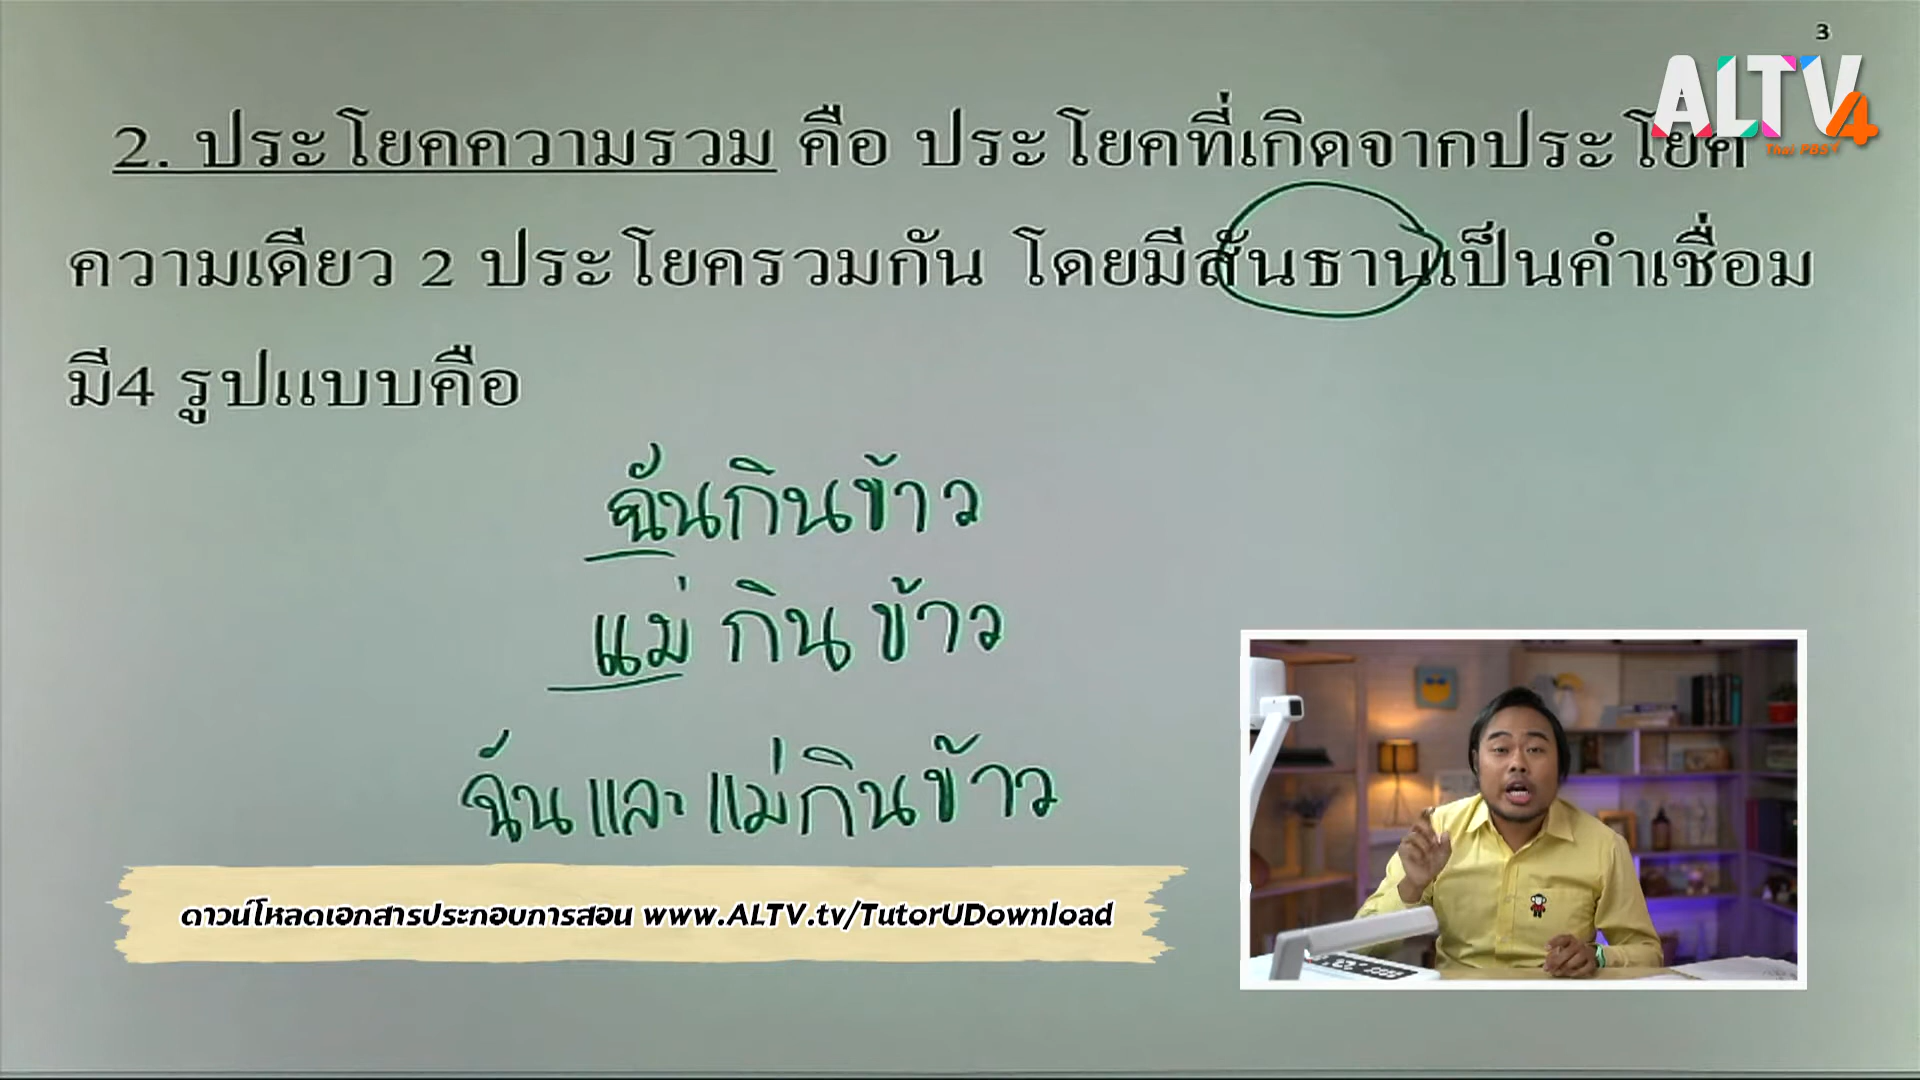 3
ALTV4
Thai PBS
2. ประโยคความรวม คือ ประโยคที่เกิดจากประโยค
ความเดียว 2 ประโยครวมกัน โดยมีสันธานเป็นคำเชื่อม
มี4 รูปแบบคือ
ฉันกินข้าว
แม่ กิน ข้าว
ฉันและแม่กินข้าว
ดาวน์โหลดเอกสารประกอบการสอน www.ALTV.tv/TutorUDownload